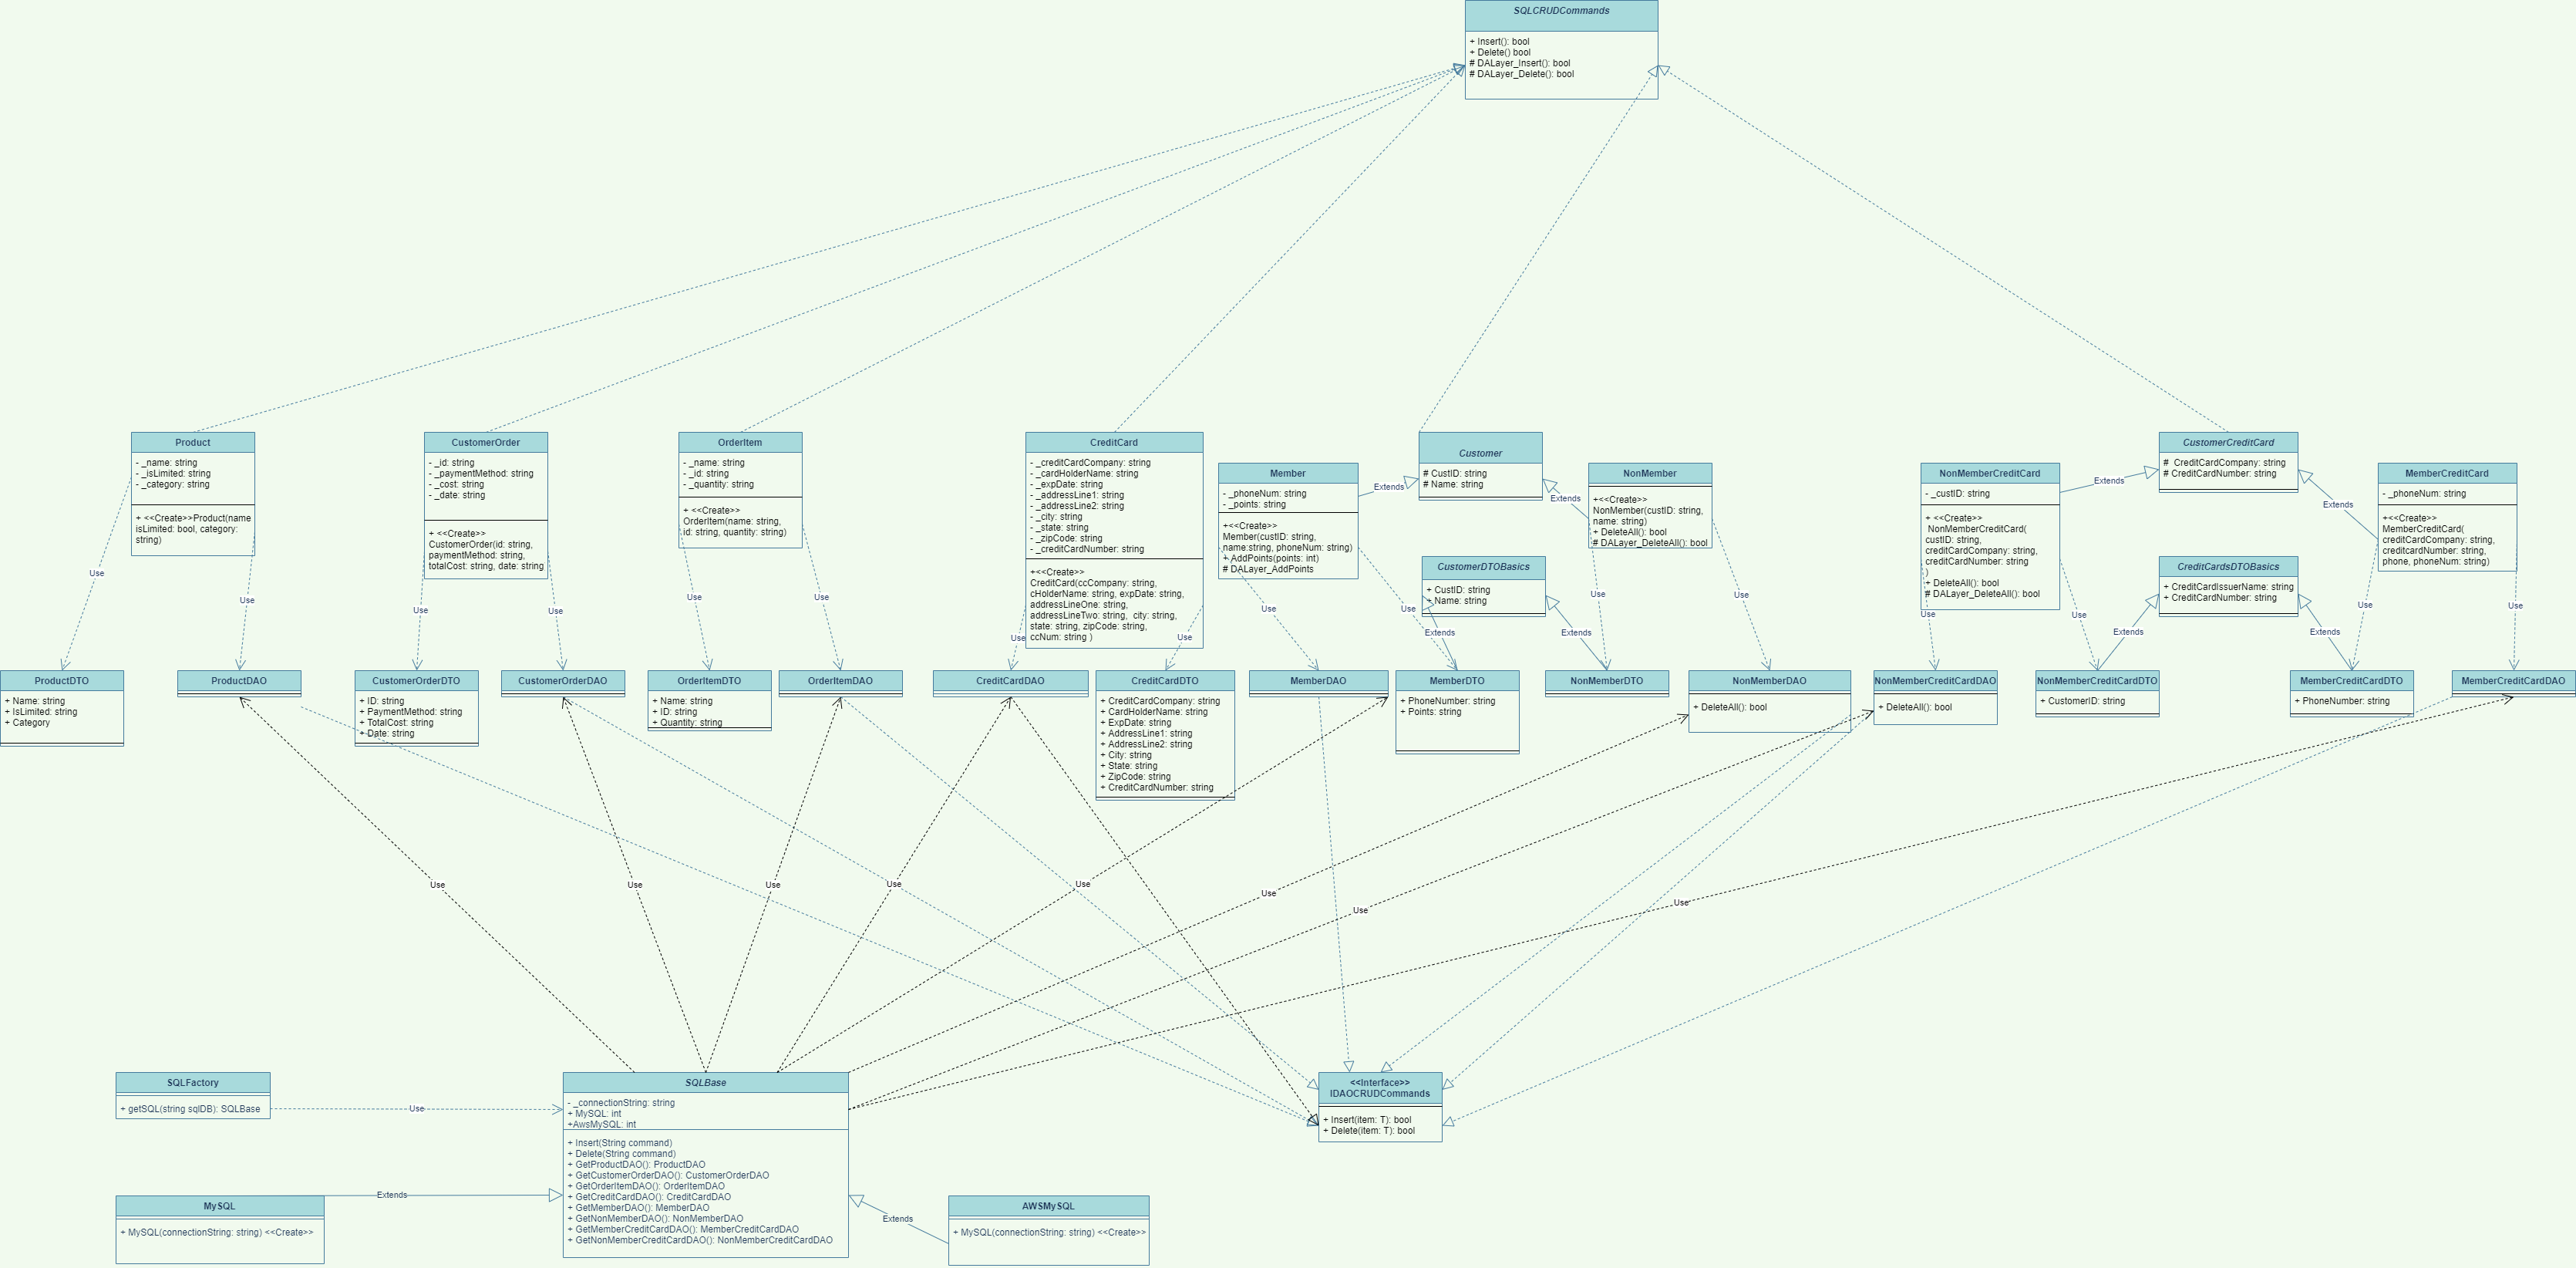 SQLCRUDCommands
+ Insert(): bool
+ Delete() bool
# DALayer_Insert(): bool
# DALayer_Delete(): bool
Product
- _name: string
- _isLimited: string
- _category: string
+ <<Create>>Product(name
isLimited: bool, category:
string)
CustomerOrder
- _id: string
- _paymentMethod: string
- _cost: string
- _date: string
+ <<Create>>
CustomerOrder(id: string,
paymentMethod: string,
totalCost: string, date: string
OrderItem
- _name: string
- _id: string
- _quantity: string
+ <<Create>>
OrderItem(name: string,
id: string, quantity: string)
CreditCard
- _creditCardCompany: string
- _cardHolderName: string
- _expDate: string
- _addressLine1: string
- _addressLine2: string
- _city: string
- _state: string
- _zipCode: string
- _creditCardNumber: string
+<<Create>>
CreditCard(ccCompany: string,
cHolderName: string, expDate: string,
addressLineOne: string,
addressLineTwo: string,  city: string,
state: string, zipCode: string,
ccNum: string )
Member
- _phoneNum: string
- _points: string
+<<Create>>
Member(custID: string,
name:string, phoneNum: string)
+ AddPoints(points: int)
# DALayer_AddPoints
Extends
Customer
# CustID: string
# Name: string
Extends
NonMember
+<<Create>>
NonMember(custID: string,
name: string)
+ DeleteAll(): bool
# DALayer_DeleteAll(): bool
CustomerDTOBasics
+ CustID: string
+ Name: string
NonMemberCreditCard
- _custID: string
+ <<Create>>
NonMemberCreditCard(
custID: string,
creditCardCompany: string,
creditCardNumber: string
)
+ DeleteAll(): bool
# DALayer_DeleteAll(): bool
Extends
CustomerCreditCard
#  CreditCardCompany: string
# CreditCardNumber: string
Extends
MemberCreditCard
- _phoneNum: string
+<<Create>>
MemberCreditCard(
creditCardCompany: string,
creditcardNumber: string,
phone, phoneNum: string)
CreditCardsDTOBasics
+ CreditCardIssuerName: string
+ CreditCardNumber: string
Use
Use
Use
Use
Use
Use
Use
Use
Use
Use
Extends
Extends
Use
Use
Use
Use
Extends
Extends
Use
Use
ProductDTO
+ Name: string
+ IsLimited: string
+ Category
ProductDAO
CustomerOrderDTO
+ ID: string
+ PaymentMethod: string
+ TotalCost: string
+ Date: string
CustomerOrderDAO
OrderItemDTO
+ Name: string
+ ID: string
+ Quantity: string
OrderItemDAO
CreditCardDAO
CreditCardDTO
+ CreditCardCompany: string
+ CardHolderName: string
+ ExpDate: string
+ AddressLine1: string
+ AddressLine2: string
+ City: string
+ State: string
+ ZipCode: string
+ CreditCardNumber: string
MemberDAO
MemberDTO
+ PhoneNumber: string
+ Points: string
NonMemberDTO
NonMemberDAO
+ DeleteAll(): bool
NonMemberCreditCardDAO
+ DeleteAll(): bool
NonMemberCreditCardDTO
+ CustomerID: string
MemberCreditCardDTO
+ PhoneNumber: string
MemberCreditCardDAO
Use
Use
Use
Use
Use
Use
Use
Use
SQLFactory
+ getSQL(string sqlDB): SQLBase
Use
SQLBase
- _connectionString: string
+ MySQL: int
+AwsMySQL: int
+ Insert(String command)
+ Delete(String command)
+ GetProductDAO(): ProductDAO
+ GetCustomerOrderDAO(): CustomerOrderDAO
+ GetOrderItemDAO(): OrderItemDAO
+ GetCreditCardDAO(): CreditCardDAO
+ GetMemberDAO(): MemberDAO
+ GetNonMemberDAO(): NonMemberDAO
+ GetMemberCreditCardDAO(): MemberCreditCardDAO
+ GetNonMemberCreditCardDAO(): NonMemberCreditCardDAO
<<Interface>>
IDAOCRUDCommands
+ Insert(item: T): bool
+ Delete(item: T): bool
MySQL
+ MySQL(connectionString: string) <<Create>>
Extends
Extends
AWSMySQL
+ MySQL(connectionString: string) <<Create>>